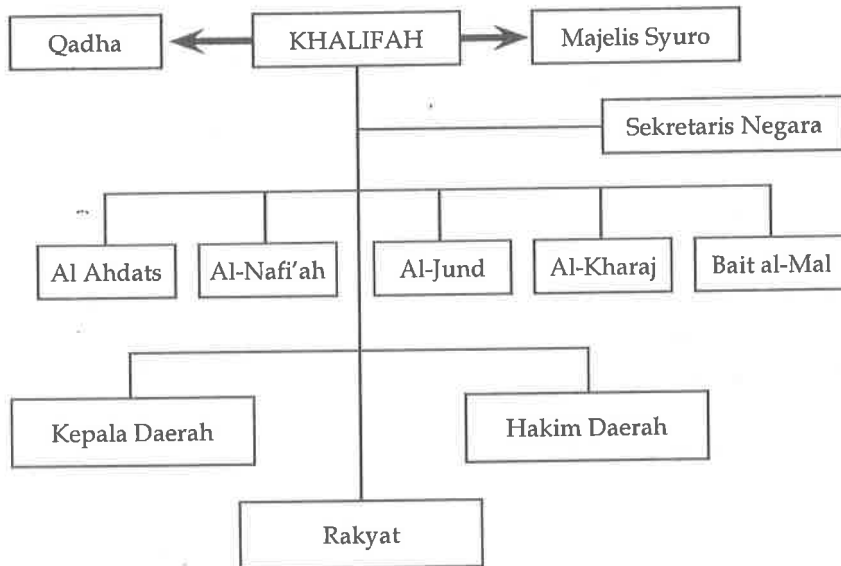 Qadha
KHALIFAH
Majelis Syuro
Sekretaris Negara
Al Ahdats
Al-Nafi'ah
Al-Jund
Al-Kharaj
Bait al-Mal
Kepala Daerah
Hakim Daerah
Rakyat